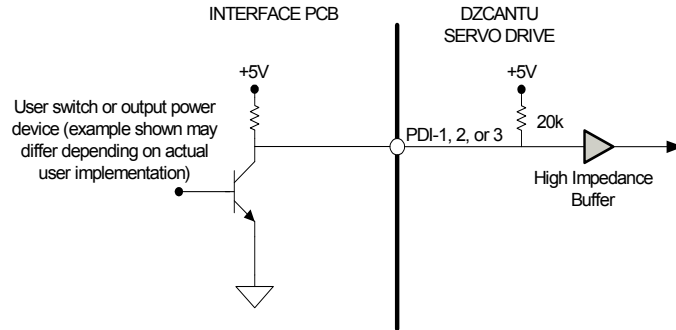 INTERFACE PCB
DZCANTU
SERVO DRIVE
+5V
+5V
User switch or output power
device (example shown may
differ depending on actual
user implementation)
PDI-1, 2, or 3
20k
High Impedance
Buffer